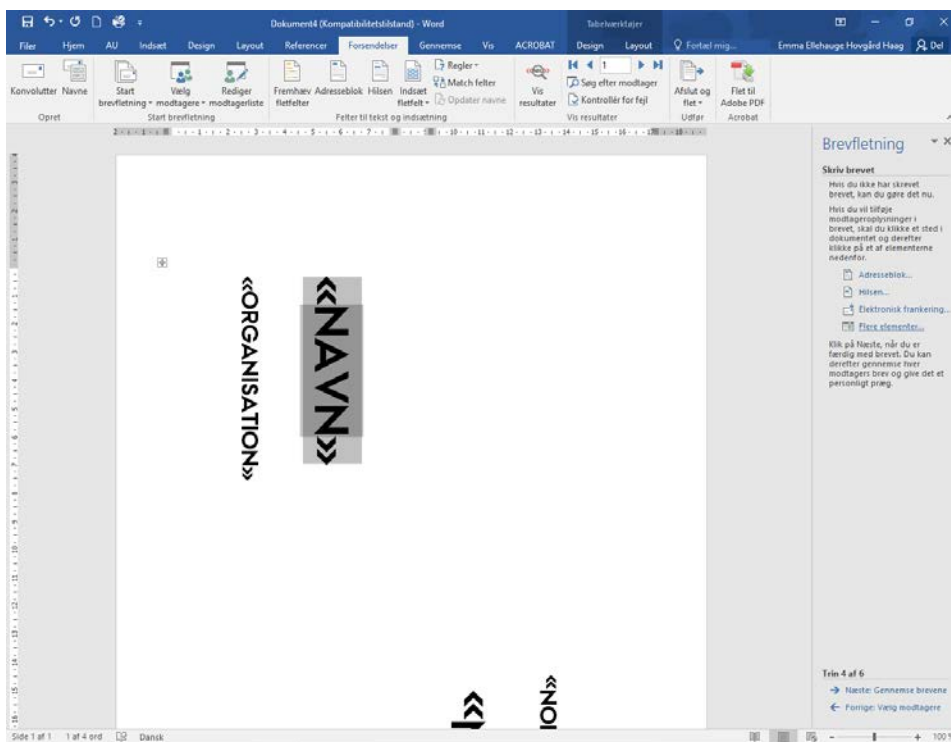 Dokument4 (Kompatibilitetstilstand) - Word
Tabelværktøjer
Filer Hjem AU Indsæt Design Layout Referencer Forsendelser Gennemse Vis ACROBAT Design Layout Fortæl mig... Emma Ellehauge Hovgård Haag Del
Konvolutter Navne
Start brevfletning
Vælg modtagere
Rediger modtagerliste
Fremhæv fletfelter
Adresseblok Hilsen
Indsæt fletfelt
Regler
Match felter
Opdater navne
Vis resultater
1
Søg efter modtager
Kontrollér for fejl
Afslut og flet
Flet til Adobe PDF
Opret
Start brevfletning
Felter til tekst og indsætning
Vis resultater
Udfør
Acrobat
«ORGANISATION»
«NAVN»
Brevfletning
Skriv brevet
Hvis du ikke har skrevet
brevet, kan du gøre det nu.
Hvis du vil tilføje
modtageroplysninger i
brevet, skal du klikke et sted i
dokumentet og derefter
klikke på et af elementerne
nedenfor.
Adresseblok...
Hilsen...
Elektronisk frankering...
Flere elementer...
Klik på Næste, når du er
færdig med brevet. Du kan
derefter gennemse hver
modtagers brev og give det et
personligt præg.
Trin 4 af 6
Næste: Gennemse brevene
Forrige: Vælg modtagere
Side 1 af 1 1 af 4 ord Dansk